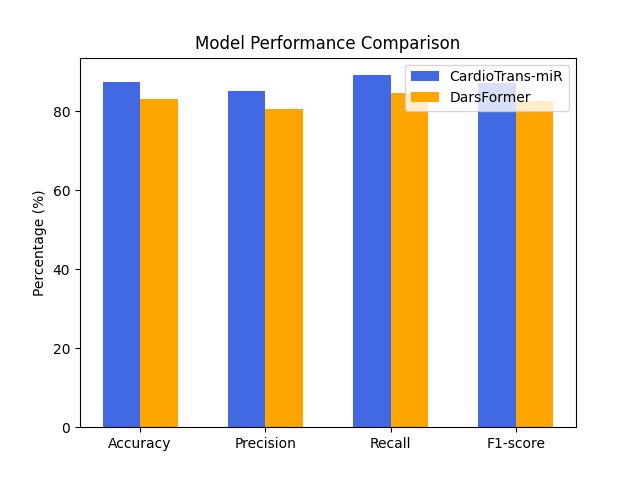 Model Performance Comparison
CardioTrans-miR
DarsFormer
Percentage (%)
80
60
40
20
0
Accuracy Precision Recall F1-score